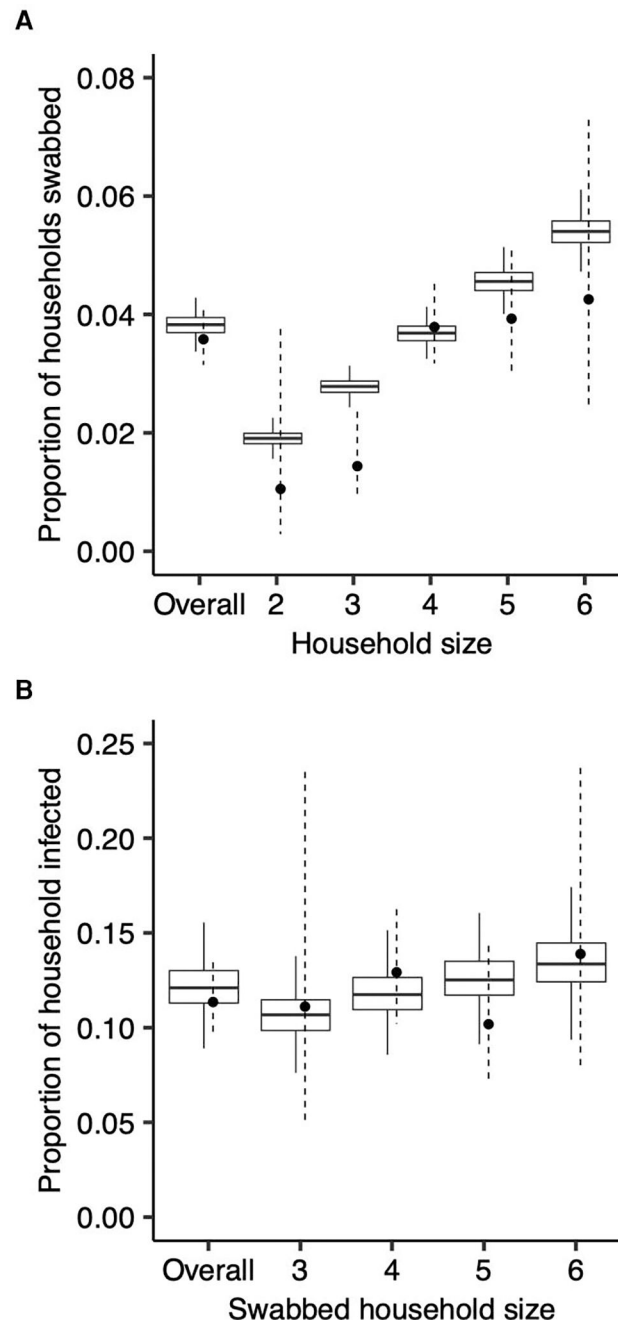 A
Proportion of households swabbed
0.08
0.06
0.04
0.02
0.00
Overall 2 3 4 5 6
Household size
B
Proportion of household infected
0.25
0.20
0.15
0.10
0.05
0.00
Overall 3 4 5 6
Swabbed household size